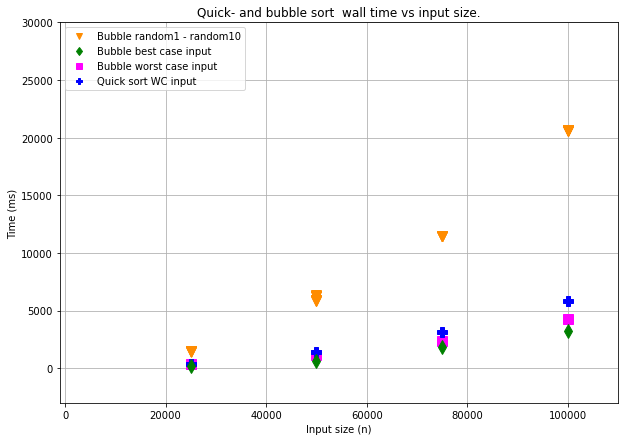 Quick- and bubble sort  wall time vs input size.
30000
25000
20000
15000
10000
5000
0
Time (ms)
Bubble random1 - random10
Bubble best case input
Bubble worst case input
Quick sort WC input
0 20000 40000 60000 80000 100000
Input size (n)